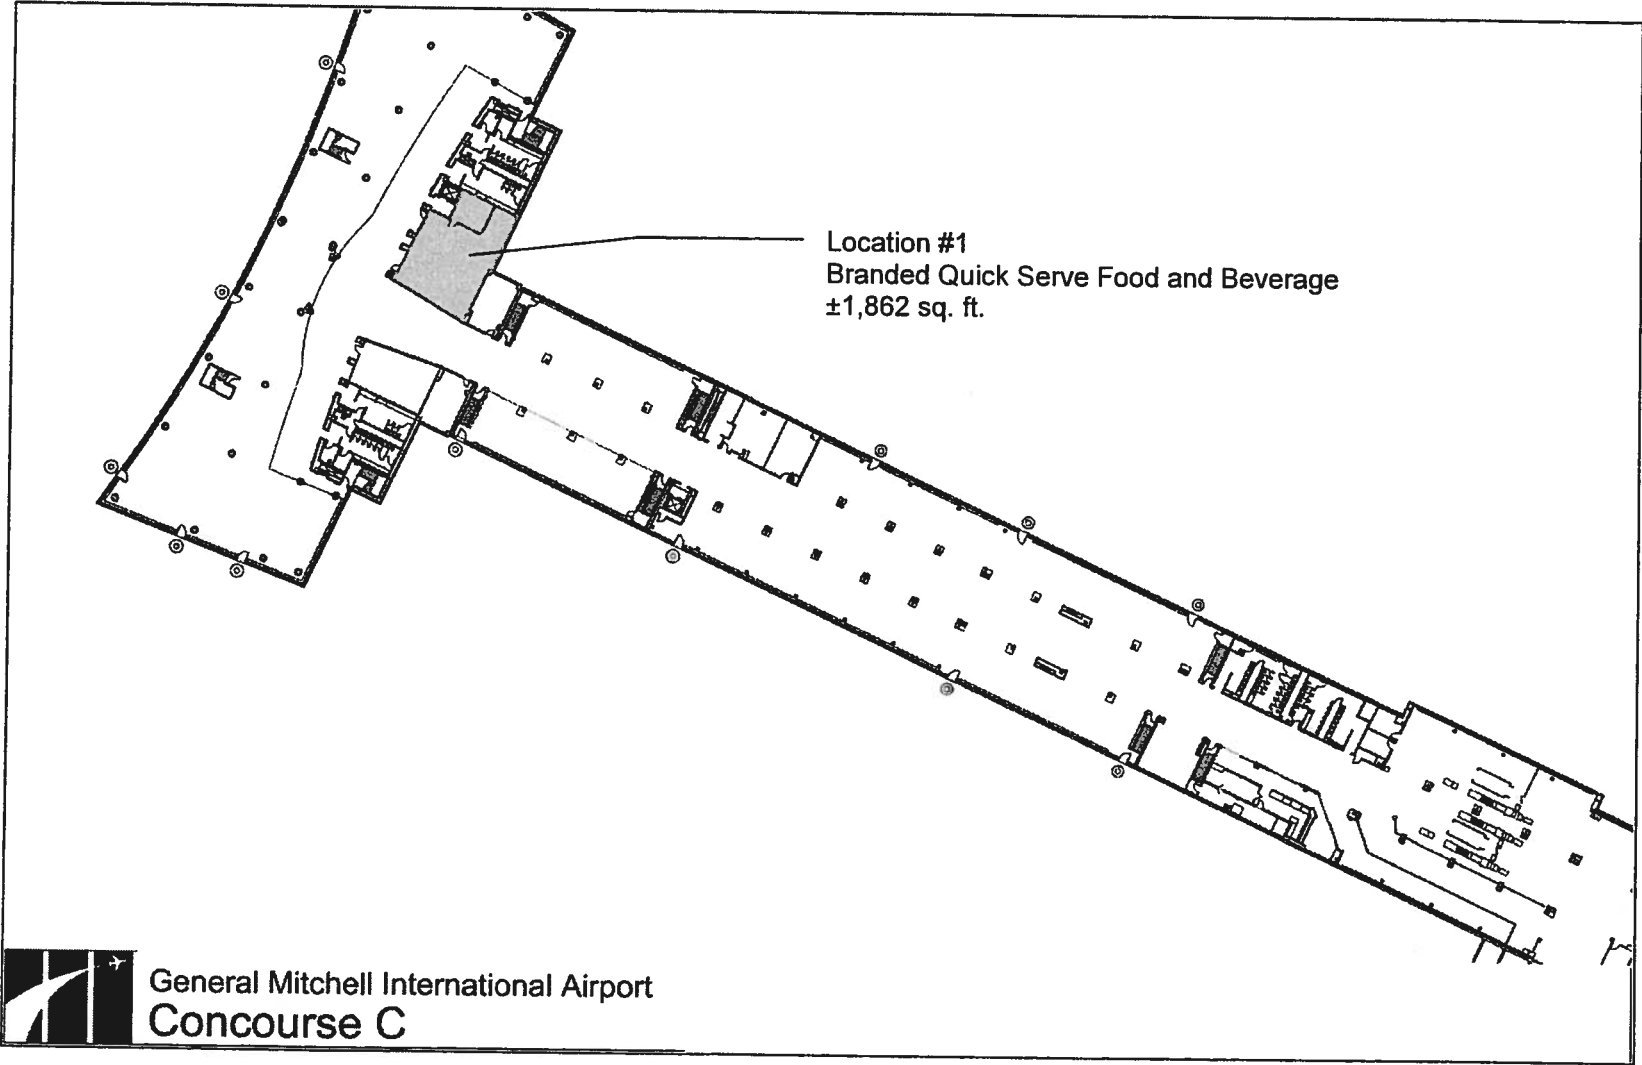 Location #1
Branded Quick Serve Food and Beverage
±1,862 sq. ft.
General Mitchell International Airport
Concourse C